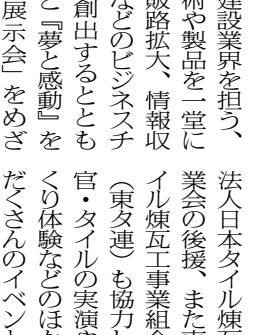 建設業界を担う、
術や製品を一堂に
販路拡大、情報収
などのビジネスチ
創出するととも
と『夢と感動』を
展示会」をめざ
法人日本タイル煉瓦
業会の後援、また東
イル煉瓦工事業組合
（東タ連）も協力し
官・タイルの実演や
くり体験などのほか
だくさんのイベント